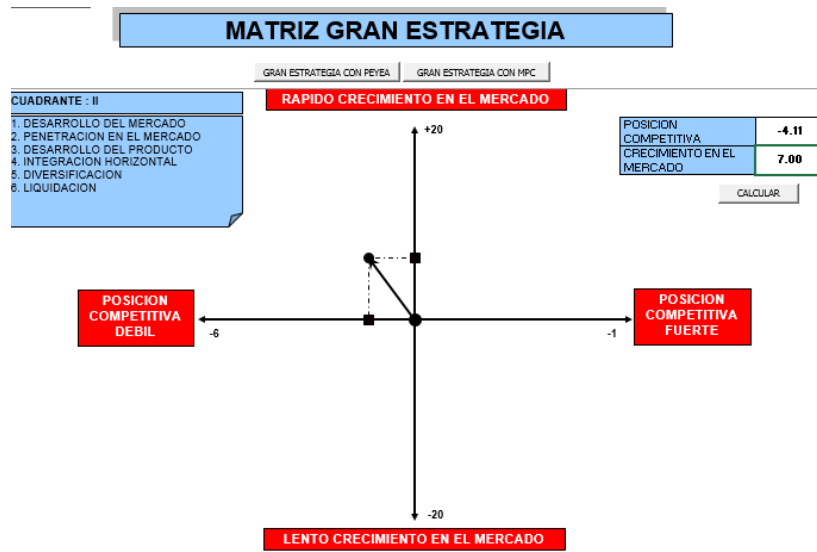 MATRIZ GRAN ESTRATEGIA
GRAN ESTRATEGIA CON PEYEA
GRAN ESTRATEGIA CON MPC
CUADRANTE : II
1. DESARROLLO DEL MERCADO
2. PENETRACION EN EL MERCADO
3. DESARROLLO DEL PRODUCTO
4. INTEGRACION HORIZONTAL
5. DIVERSIFICACION
6. LIQUIDACION
RAPIDO CRECIMIENTO EN EL MERCADO
+20
POSICION
COMPETITIVA
-4.11
CRECIMIENTO EN EL
MERCADO
7.00
CALCULAR
POSICION
COMPETITIVA
DEBIL
-6
-1
POSICION
COMPETITIVA
FUERTE
-20
LENTO CRECIMIENTO EN EL MERCADO